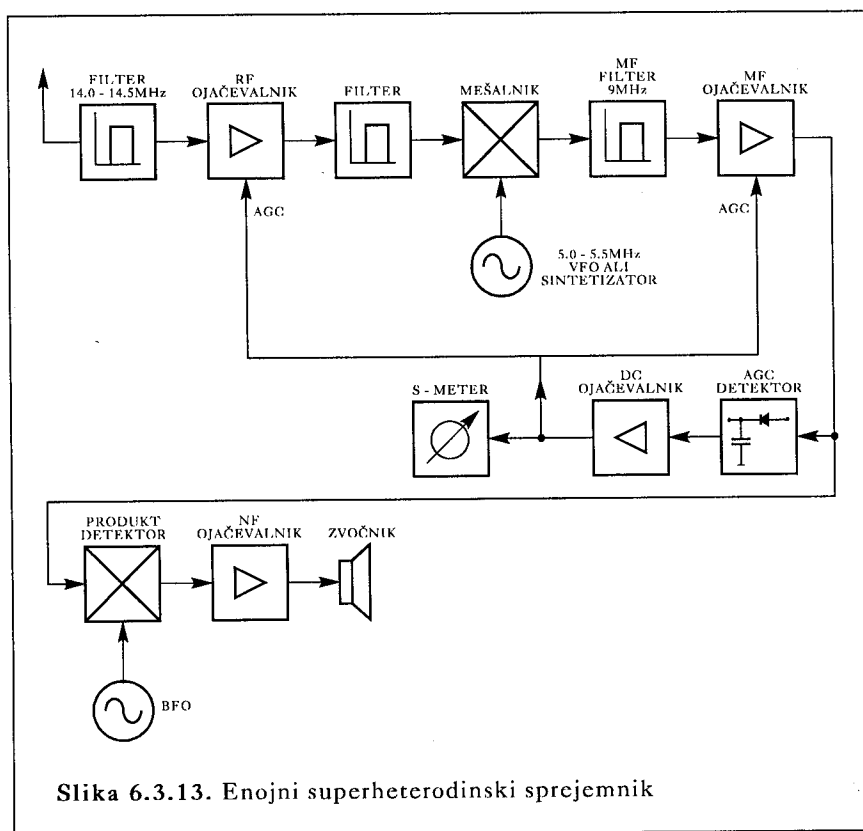 FILTER
14.0 - 14.5MHz
RF
OJAČEVALNIK
FILTER
MEŠALNIK
MF
FILTER
9MHz
MF
OJAČEVALNIK
AGC
AGC
5.0 - 5.5MHz
VFO ALI
SINTETIZATOR
S - METER
DC
OJAČEVALNIK
AGC
DETEKTOR
PRODUKT
DETEKTOR
NF
OJAČEVALNIK
ZVOČNIK
BFO
Slika 6.3.13. Enojni superheterodinski sprejemnik